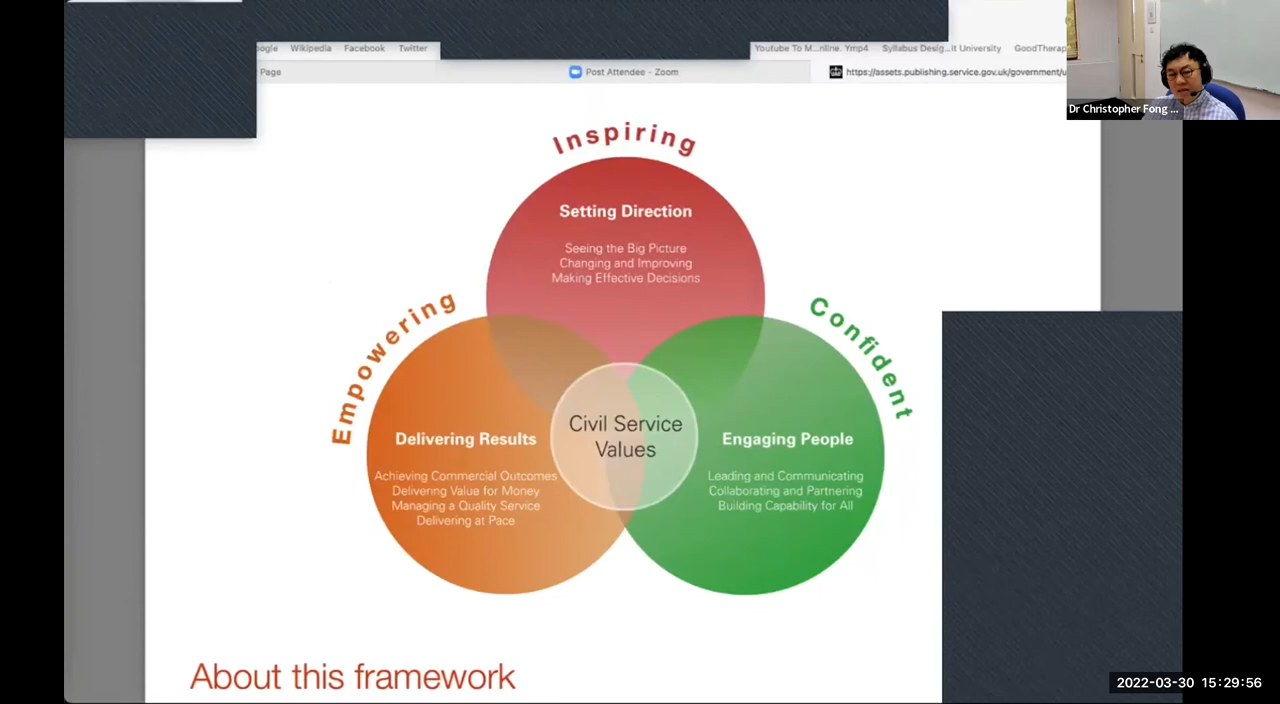 Wikipedia Facebook Twitter
Youtube To M...nline. Ymp4 Syllabus Desig...it University GoodTherap
Page
Post Attendee - Zoom
https://assets.publishing.service.gov.uk/government/u
Dr Christopher Fong ...
Inspiring
Setting Direction
Seeing the Big Picture
Changing and Improving
Making Effective Decisions
Empowering
Confident
Civil Service
Values
Delivering Results
Achieving Commercial Outcomes
Delivering Value for Money
Managing a Quality Service
Delivering at Pace
Engaging People
Leading and Communicating
Collaborating and Partnering
Building Capability for All
About this framework
2022-03-30 15:29:56